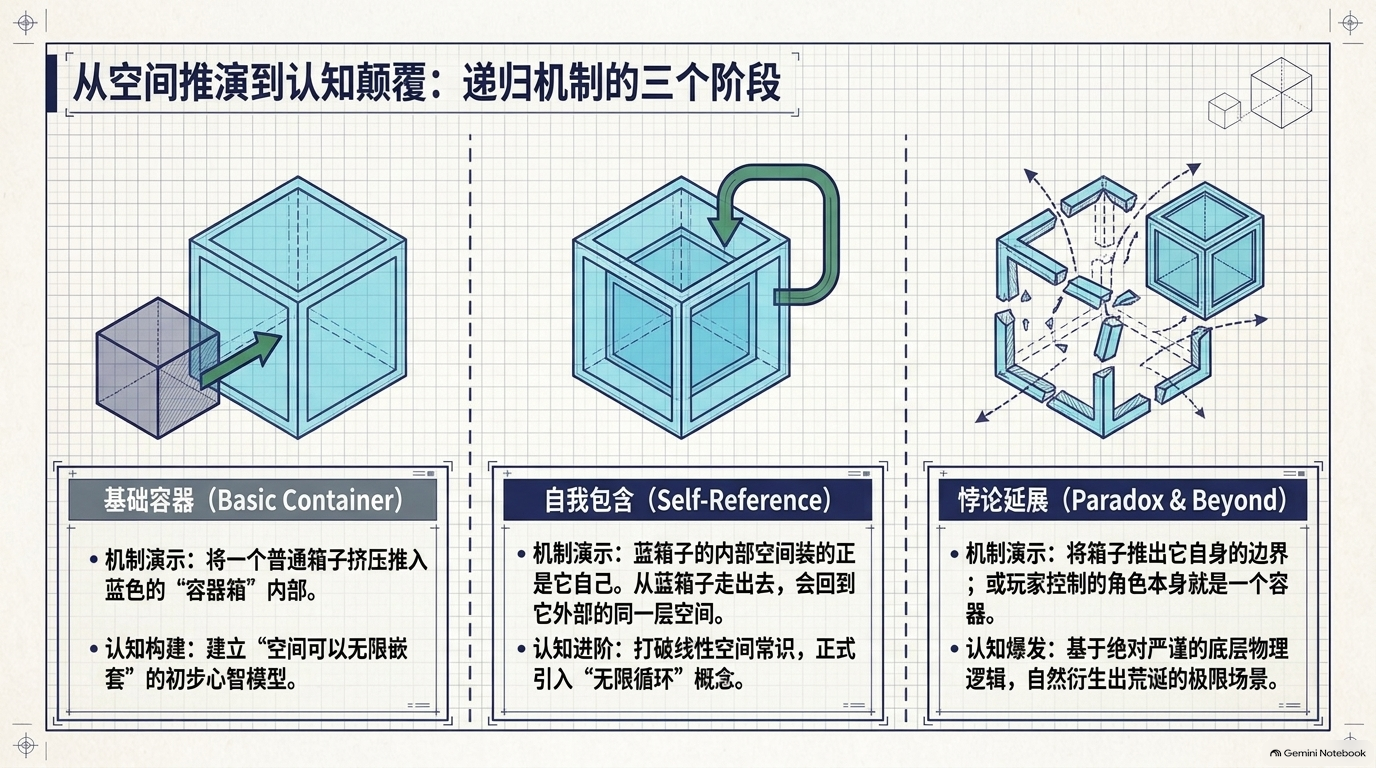 从空间推演到认知颠覆：递归机制的三个阶段
基础容器（Basic Container）
• 机制演示：将一个普通箱子挤压推入
蓝色的“容器箱”内部。
• 认知构建：建立“空间可以无限嵌
套”的初步心智模型。
自我包含（Self-Reference）
• 机制演示：蓝箱子的内部空间装的正
是它自己。从蓝箱子走出去，会回到
它外部的同一层空间。
• 认知进阶：打破线性空间常识，正式
引入“无限循环”概念。
悖论延展（Paradox & Beyond）
• 机制演示：将箱子推出它自身的边界
；或玩家控制的角色本身就是一个容
器。
• 认知爆发：基于绝对严谨的底层物理
逻辑，自然衍生出荒诞的极限场景。
Gemini Notebook